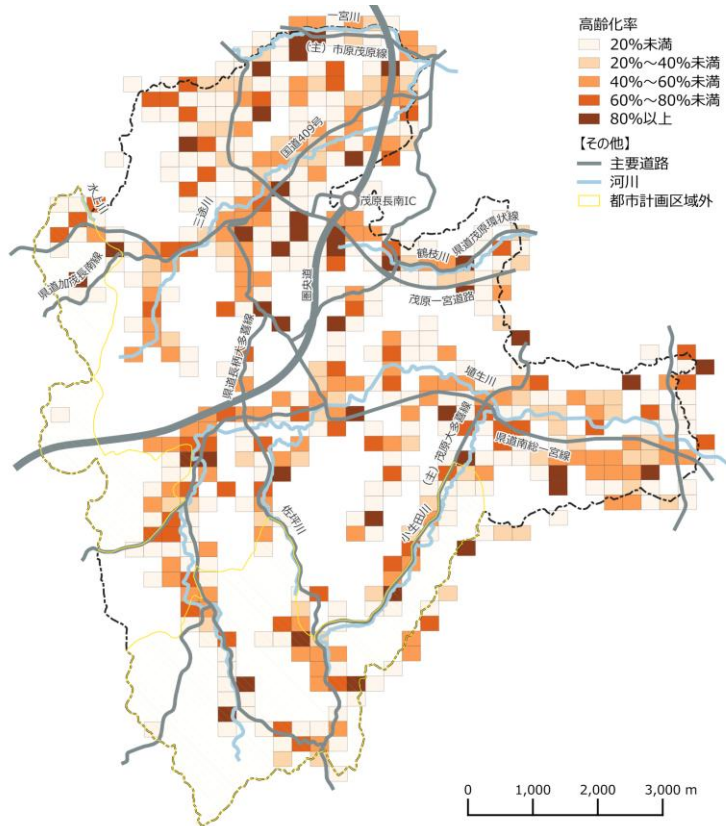 高齢化率
20%未満
20%～40%未満
40%～60%未満
60%～80%未満
80%以上
【その他】
主要道路
河川
都市計画区域外
一宮川
（主）市原茂原線
国道409号
水上川
三途川
茂原長南IC
県道加茂長南線
鶴枝川
県道茂原環状線
茂原一宮道路
圏央道
県道長柄大多喜線
埴生川
（主）茂原大多喜線
県道南総一宮線
佐坪川
小生田川
0 1,000 2,000 3,000 m